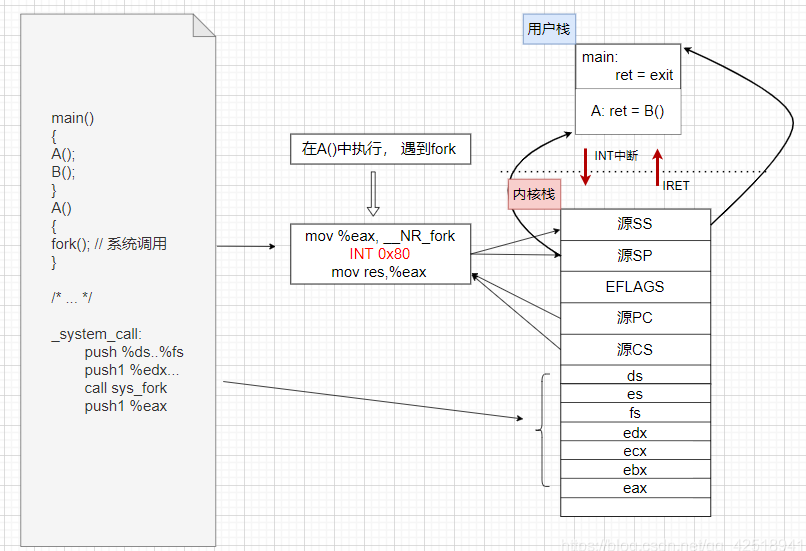 main()
{
A();
B();
}
A()
{
fork(); // 系统调用
}
/* ... */
_system_call:
push %ds..%fs
push1 %edx...
call sys_fork
push1 %eax
在A()中执行， 遇到fork
mov %eax, __NR_fork
INT 0x80
mov res,%eax
用户栈
main:
ret = exit
A: ret = B()
INT中断
IRET
内核栈
源SS
源SP
EFLAGS
源PC
源CS
ds
es
fs
edx
ecx
ebx
eax
https://blog.csdn.net/qq_42518941